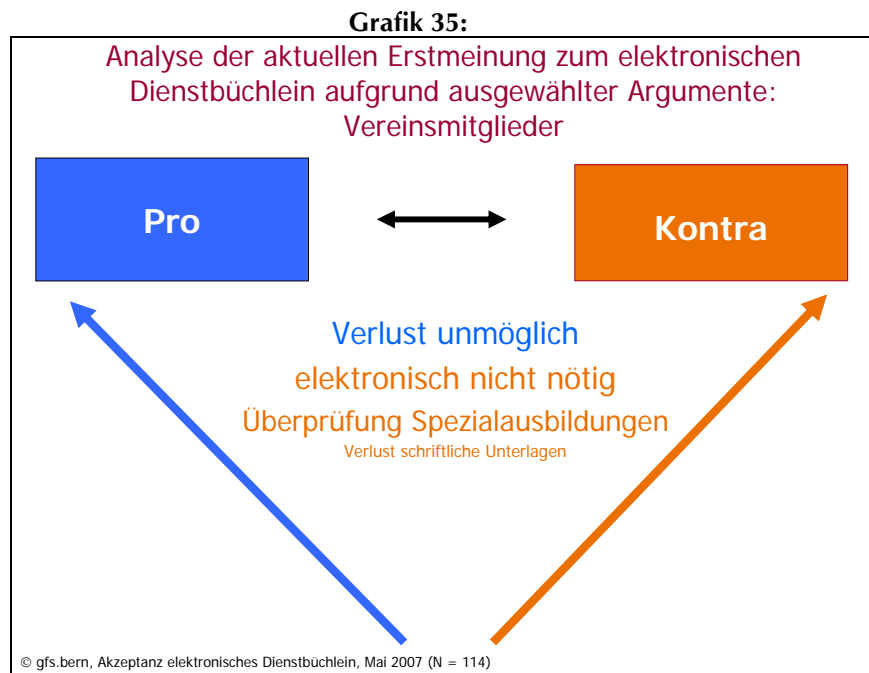 Grafik 35:
Analyse der aktuellen Erstmeinung zum elektronischen
Dienstbüchlein aufgrund ausgewählter Argumente:
Vereinsmitglieder
Pro
Kontra
Verlust unmöglich
elektronisch nicht nötig
Überprüfung Spezialausbildungen
Verlust schriftliche Unterlagen
© gfs.bern, Akzeptanz elektronisches Dienstbüchlein, Mai 2007 (N = 114)